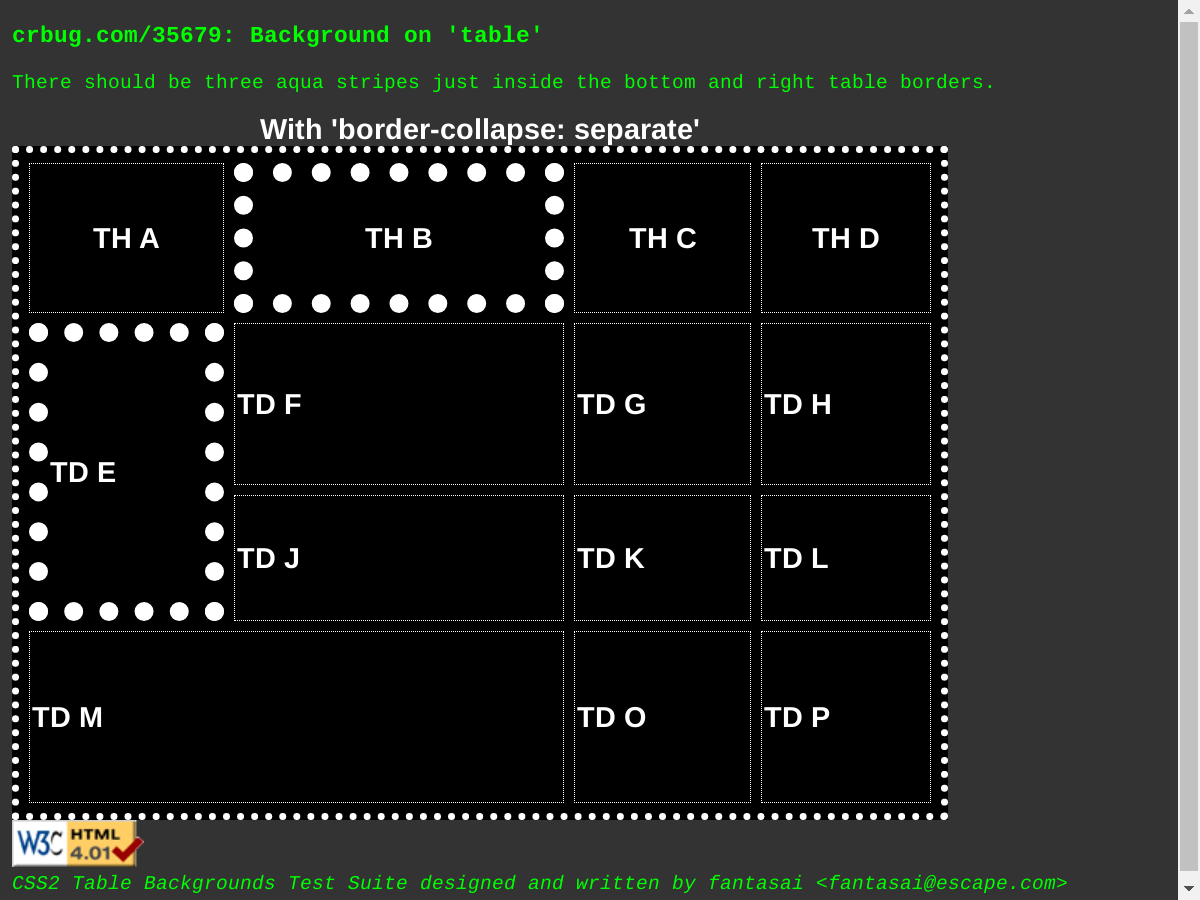 crbug.com/35679: Background on 'table'
There should be three aqua stripes just inside the bottom and right table borders.
With 'border-collapse: separate'
TH A TH B TH C TH D
TD F TD G TD H
TD E
TD J TD K TD L
TD M TD O TD P
W3C HTML 4.01
CSS2 Table Backgrounds Test Suite designed and written by fantasai <fantasai@escape.com>